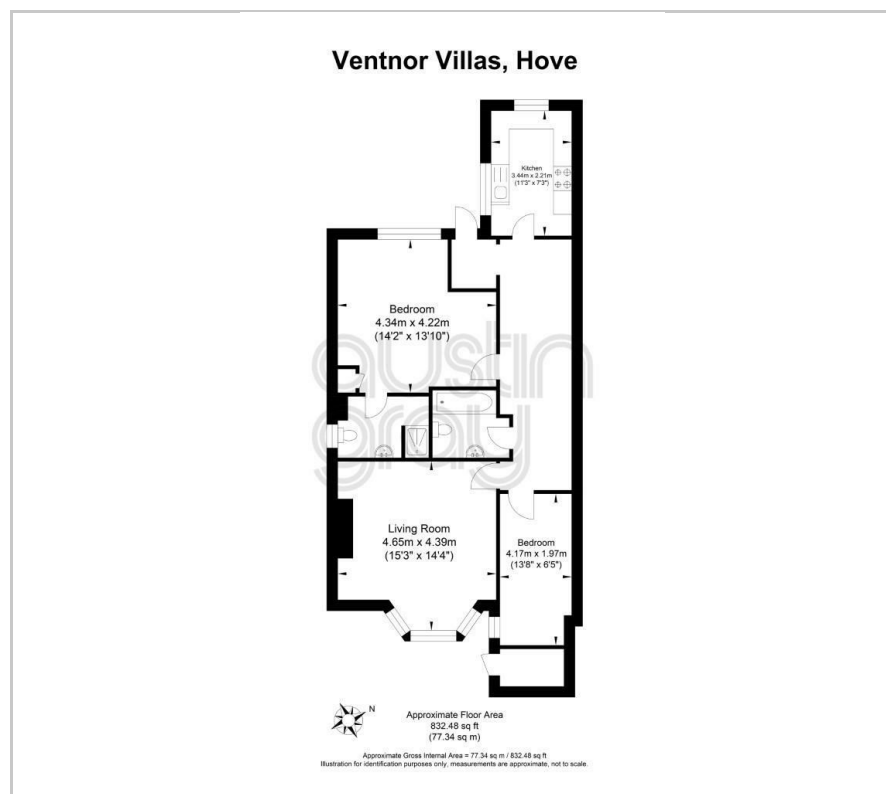 Ventnor Villas, Hove
Kitchen
3.44m x 2.21m
(11'3" x 7'3")
Bedroom
4.34m x 4.22m
(14'2" x 13'10")
austin
gray
Living Room
4.65m x 4.39m
(15'3" x 14'4")
Bedroom
4.17m x 1.97m
(13'8" x 6'5")
N
Approximate Floor Area
832.48 sq ft
(77.34 sq m)
Approximate Gross Internal Area = 77.34 sq m / 832.48 sq ft
Illustration for identification purposes only, measurements are approximate, not to scale.